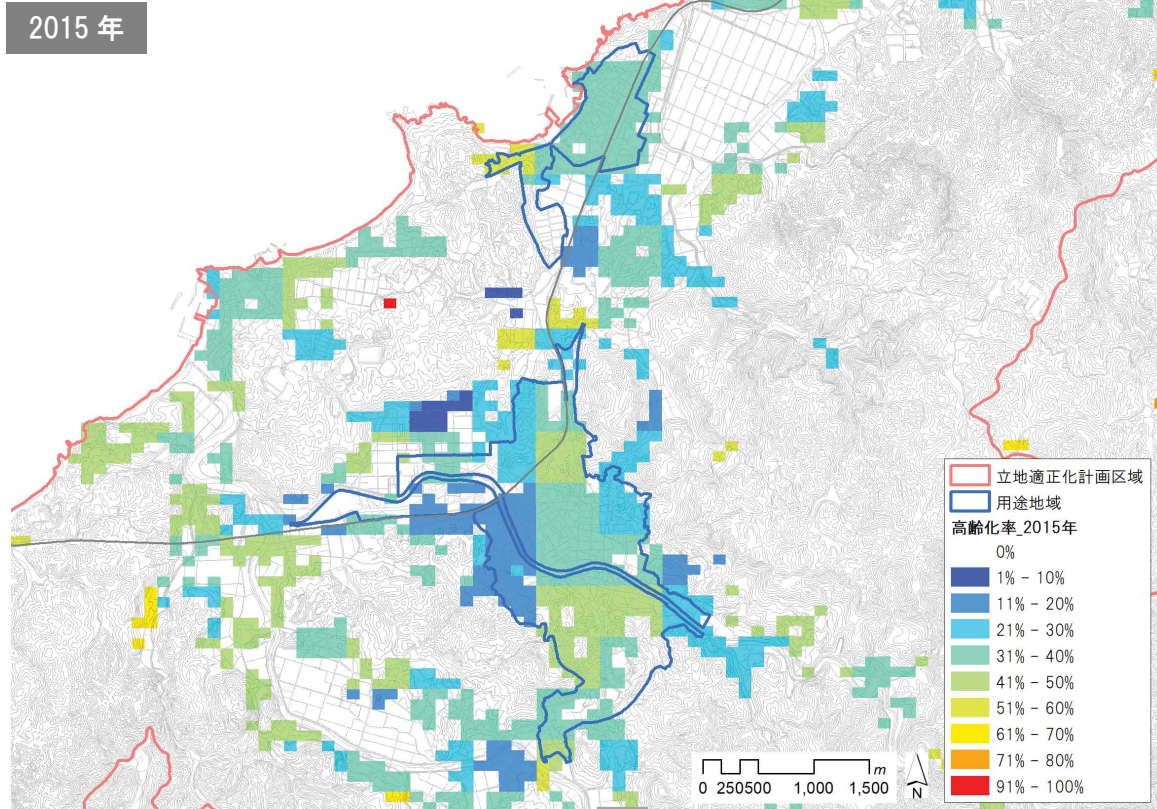 2015 年
立地適正化計画区域
用途地域
高齢化率_2015年
0%
1% - 10%
11% - 20%
21% - 30%
31% - 40%
41% - 50%
51% - 60%
61% - 70%
71% - 80%
91% - 100%
m
0 250500 1,000 1,500
N